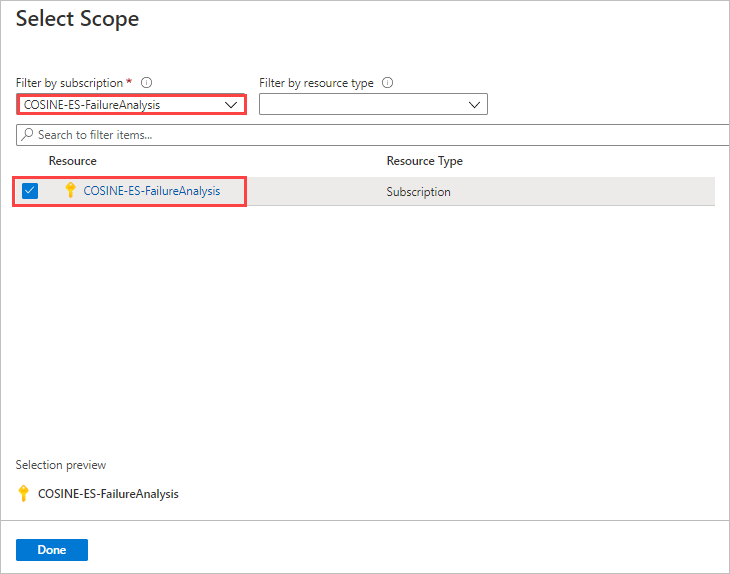 Select Scope
Filter by subscription *
Filter by resource type
COSINE-ES-FailureAnalysis
Search to filter items...
Resource
Resource Type
COSINE-ES-FailureAnalysis
Subscription
Selection preview
COSINE-ES-FailureAnalysis
Done